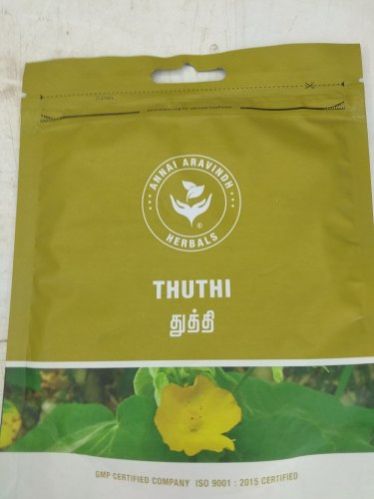 ANNAI ARAVINDH
HERBALS
®
THUTHI
துத்தி
GMP CERTIFIED COMPANY ISO 9001 : 2015 CERTIFIED